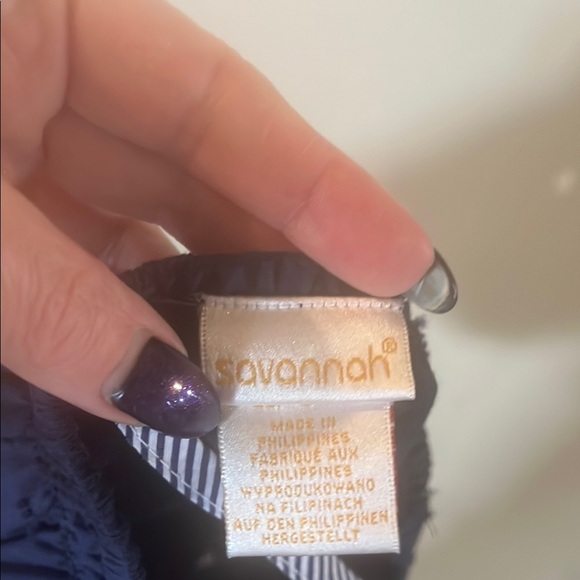 savannah®
MADE IN
PHILIPPINES
FABRIQUÉ AUX
PHILIPPINES
WYPRODUKOWANO
NA FILIPINACH
AUF DEN PHILIPPINEN
HERGESTELLT